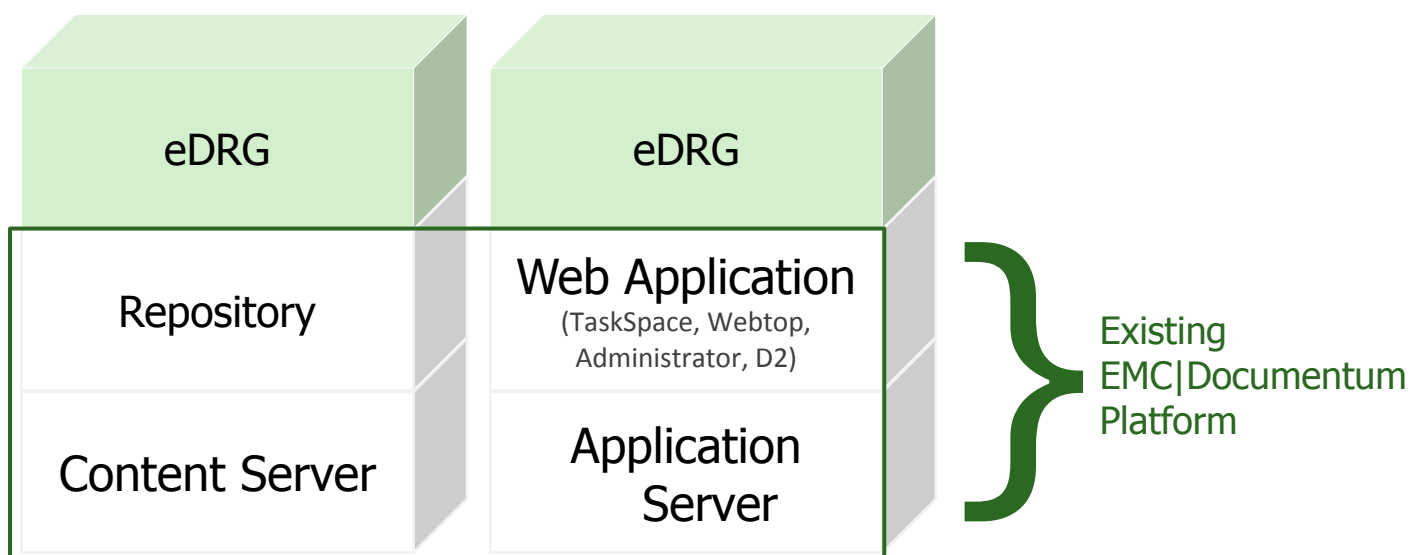 eDRG
eDRG
Repository
Web Application
(TaskSpace, Webtop,
Administrator, D2)
Content Server
Application
Server
Existing
EMC|Documentum
Platform